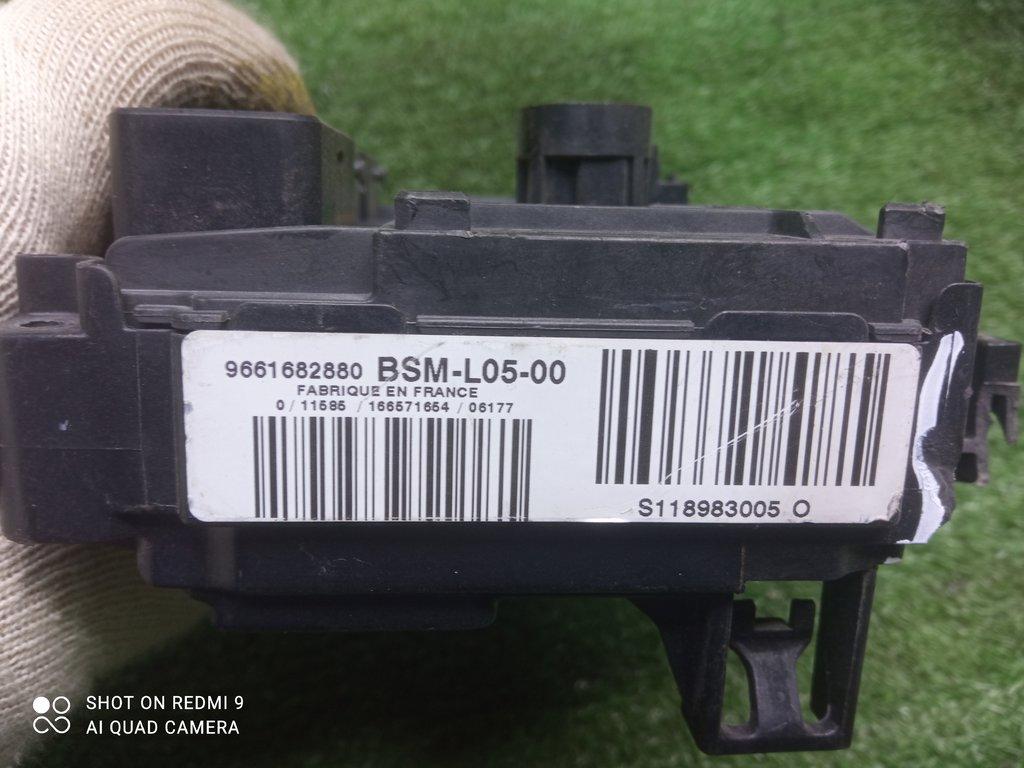 9661682880 BSM-L05-00
FABRIQUE EN FRANCE
0 / 11585 / 166571654 / 06177
S118983005 O
SHOT ON REDMI 9
AI QUAD CAMERA